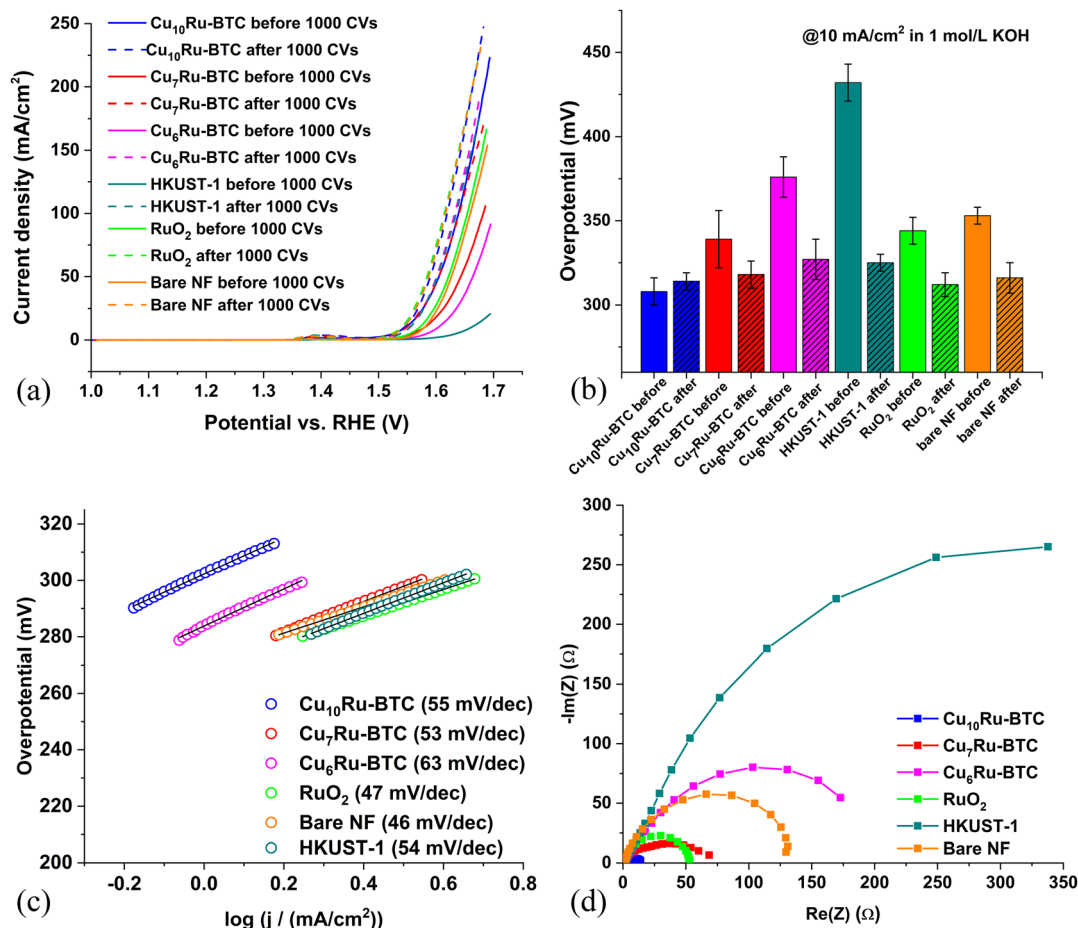 Cu₁₀Ru-BTC before 1000 CVs
Cu₁₀Ru-BTC after 1000 CVs
Cu₇Ru-BTC before 1000 CVs
Cu₇Ru-BTC after 1000 CVs
Cu₆Ru-BTC before 1000 CVs
Cu₆Ru-BTC after 1000 CVs
HKUST-1 before 1000 CVs
HKUST-1 after 1000 CVs
RuO₂ before 1000 CVs
RuO₂ after 1000 CVs
Bare NF before 1000 CVs
Bare NF after 1000 CVs
250
200
150
100
50
0
Current density (mA/cm²)
1.0
1.1
1.2
1.3
1.4
1.5
1.6
1.7
Potential vs. RHE (V)
(a)
@10 mA/cm² in 1 mol/L KOH
450
400
350
300
Overpotential (mV)
Cu₁₀Ru-BTC before
Cu₁₀Ru-BTC after
Cu₇Ru-BTC before
Cu₇Ru-BTC after
Cu₆Ru-BTC before
Cu₆Ru-BTC after
HKUST-1 before
HKUST-1 after
RuO₂ before
RuO₂ after
bare NF before
bare NF after
(b)
320
300
280
260
240
220
200
Overpotential (mV)
Cu₁₀Ru-BTC (55 mV/dec)
Cu₇Ru-BTC (53 mV/dec)
Cu₆Ru-BTC (63 mV/dec)
RuO₂ (47 mV/dec)
Bare NF (46 mV/dec)
HKUST-1 (54 mV/dec)
-0.2
0.0
0.2
0.4
0.6
0.8
log (j / (mA/cm²))
(c)
300
250
200
150
100
50
0
-Im(Z) (Ω)
Cu₁₀Ru-BTC
Cu₇Ru-BTC
Cu₆Ru-BTC
RuO₂
HKUST-1
Bare NF
0
50
100
150
200
250
300
350
Re(Z) (Ω)
(d)